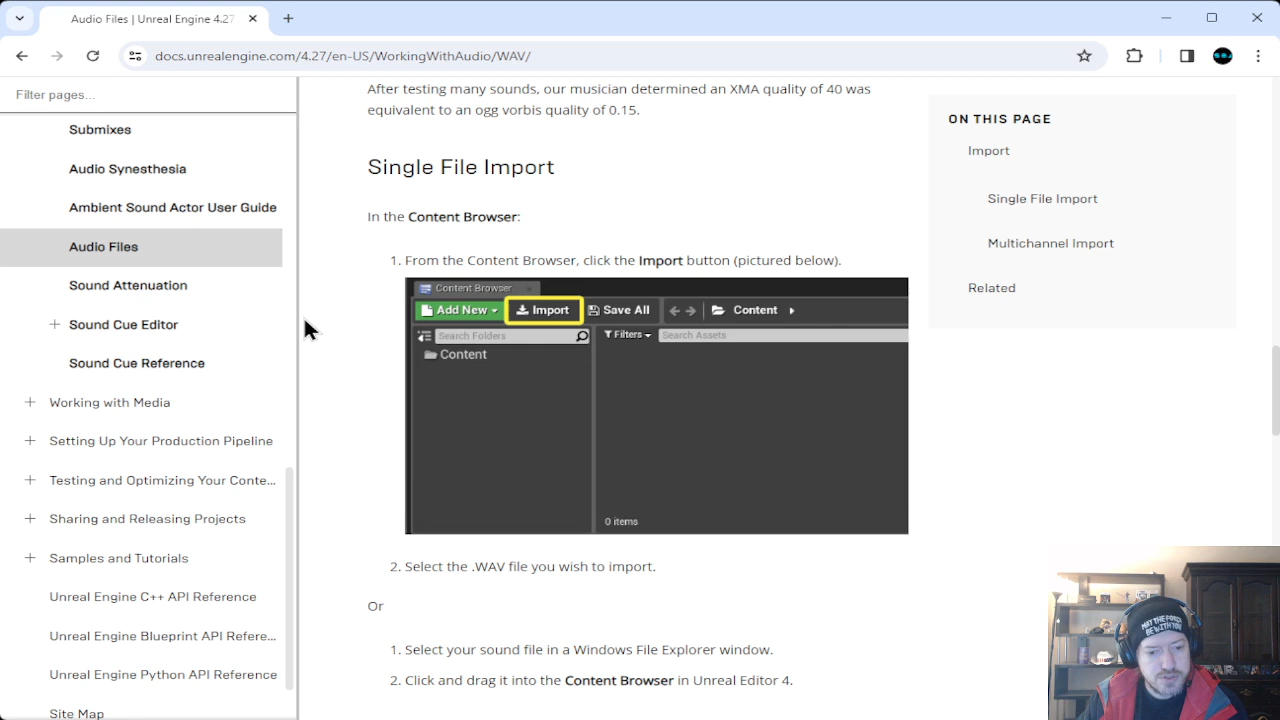 Audio Files | Unreal Engine 4.27
docs.unrealengine.com/4.27/en-US/WorkingWithAudio/WAV/
Filter pages...
Submixes
Audio Synesthesia
Ambient Sound Actor User Guide
Audio Files
Sound Attenuation
Sound Cue Editor
Sound Cue Reference
Working with Media
Setting Up Your Production Pipeline
Testing and Optimizing Your Conte...
Sharing and Releasing Projects
Samples and Tutorials
Unreal Engine C++ API Reference
Unreal Engine Blueprint API Refere...
Unreal Engine Python API Reference
Site Map
After testing many sounds, our musician determined an XMA quality of 40 was
equivalent to an ogg vorbis quality of 0.15.
Single File Import
In the Content Browser:
1. From the Content Browser, click the Import button (pictured below).
Content Browser
Add New Import Save All Content
Search Folders Filters Search Assets
Content
0 items
2. Select the .WAV file you wish to import.
Or
1. Select your sound file in a Windows File Explorer window.
2. Click and drag it into the Content Browser in Unreal Editor 4.
ON THIS PAGE
Import
Single File Import
Multichannel Import
Related
MAY THE FORCE
BE WITH YOU